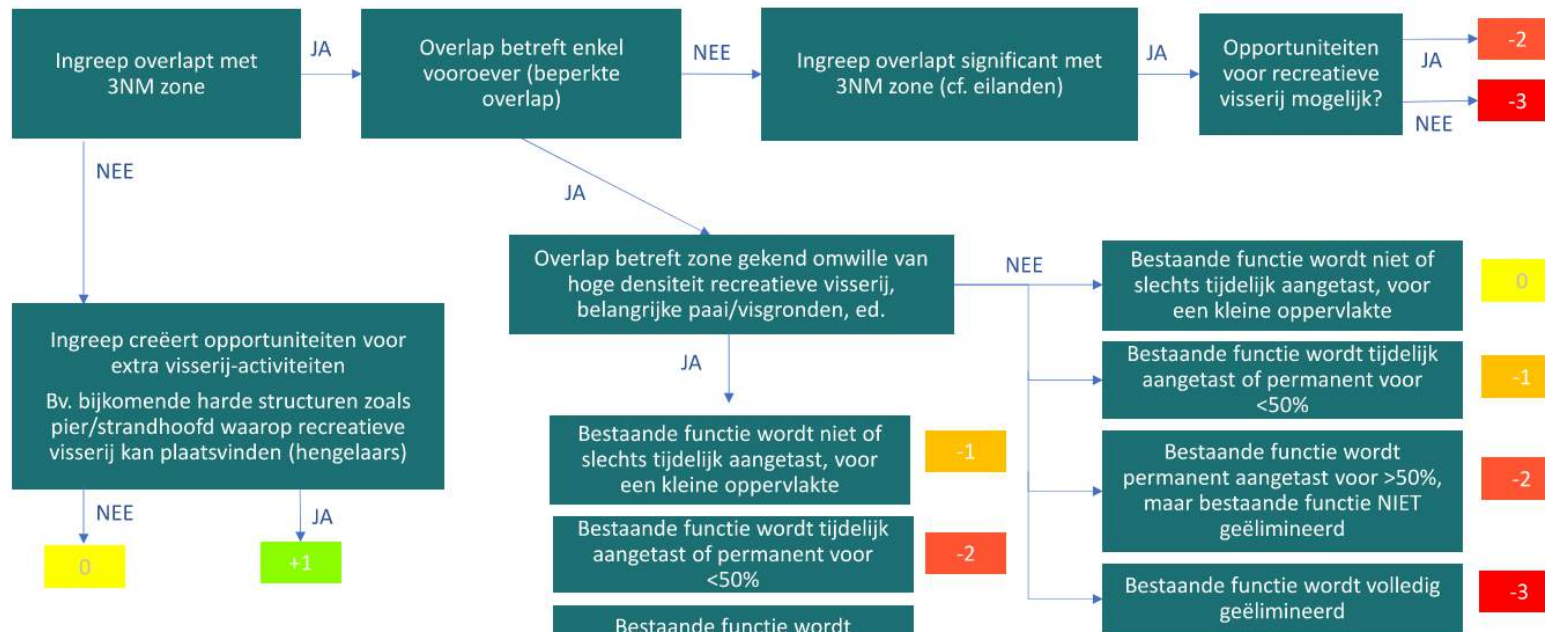 Ingreep overlapt met
3NM zone
JA
Overlap betreft enkel
vooroever (beperkte
overlap)
NEE
Ingreep overlapt significant met
3NM zone (cf. eilanden)
JA
Opportuniteiten
voor recreatieve
visserij mogelijk?
JA
-2
NEE
-3
NEE
JA
Ingreep creëert opportuniteiten voor
extra visserij-activiteiten
Bv. bijkomende harde structuren zoals
pier/strandhoofd waarop recreatieve
visserij kan plaatsvinden (hengelaars)
NEE
JA
0
+1
Overlap betreft zone gekend omwille van
hoge densiteit recreatieve visserij,
belangrijke paai/visgronden, ed.
NEE
JA
Bestaande functie wordt niet of
slechts tijdelijk aangetast, voor
een kleine oppervlakte
-1
Bestaande functie wordt tijdelijk
aangetast of permanent voor
<50%
-2
Bestaande functie wordt
Bestaande functie wordt niet of
slechts tijdelijk aangetast, voor
een kleine oppervlakte
0
Bestaande functie wordt tijdelijk
aangetast of permanent voor
<50%
-1
Bestaande functie wordt
permanent aangetast voor >50%,
maar bestaande functie NIET
geëlimineerd
-2
Bestaande functie wordt volledig
geëlimineerd
-3